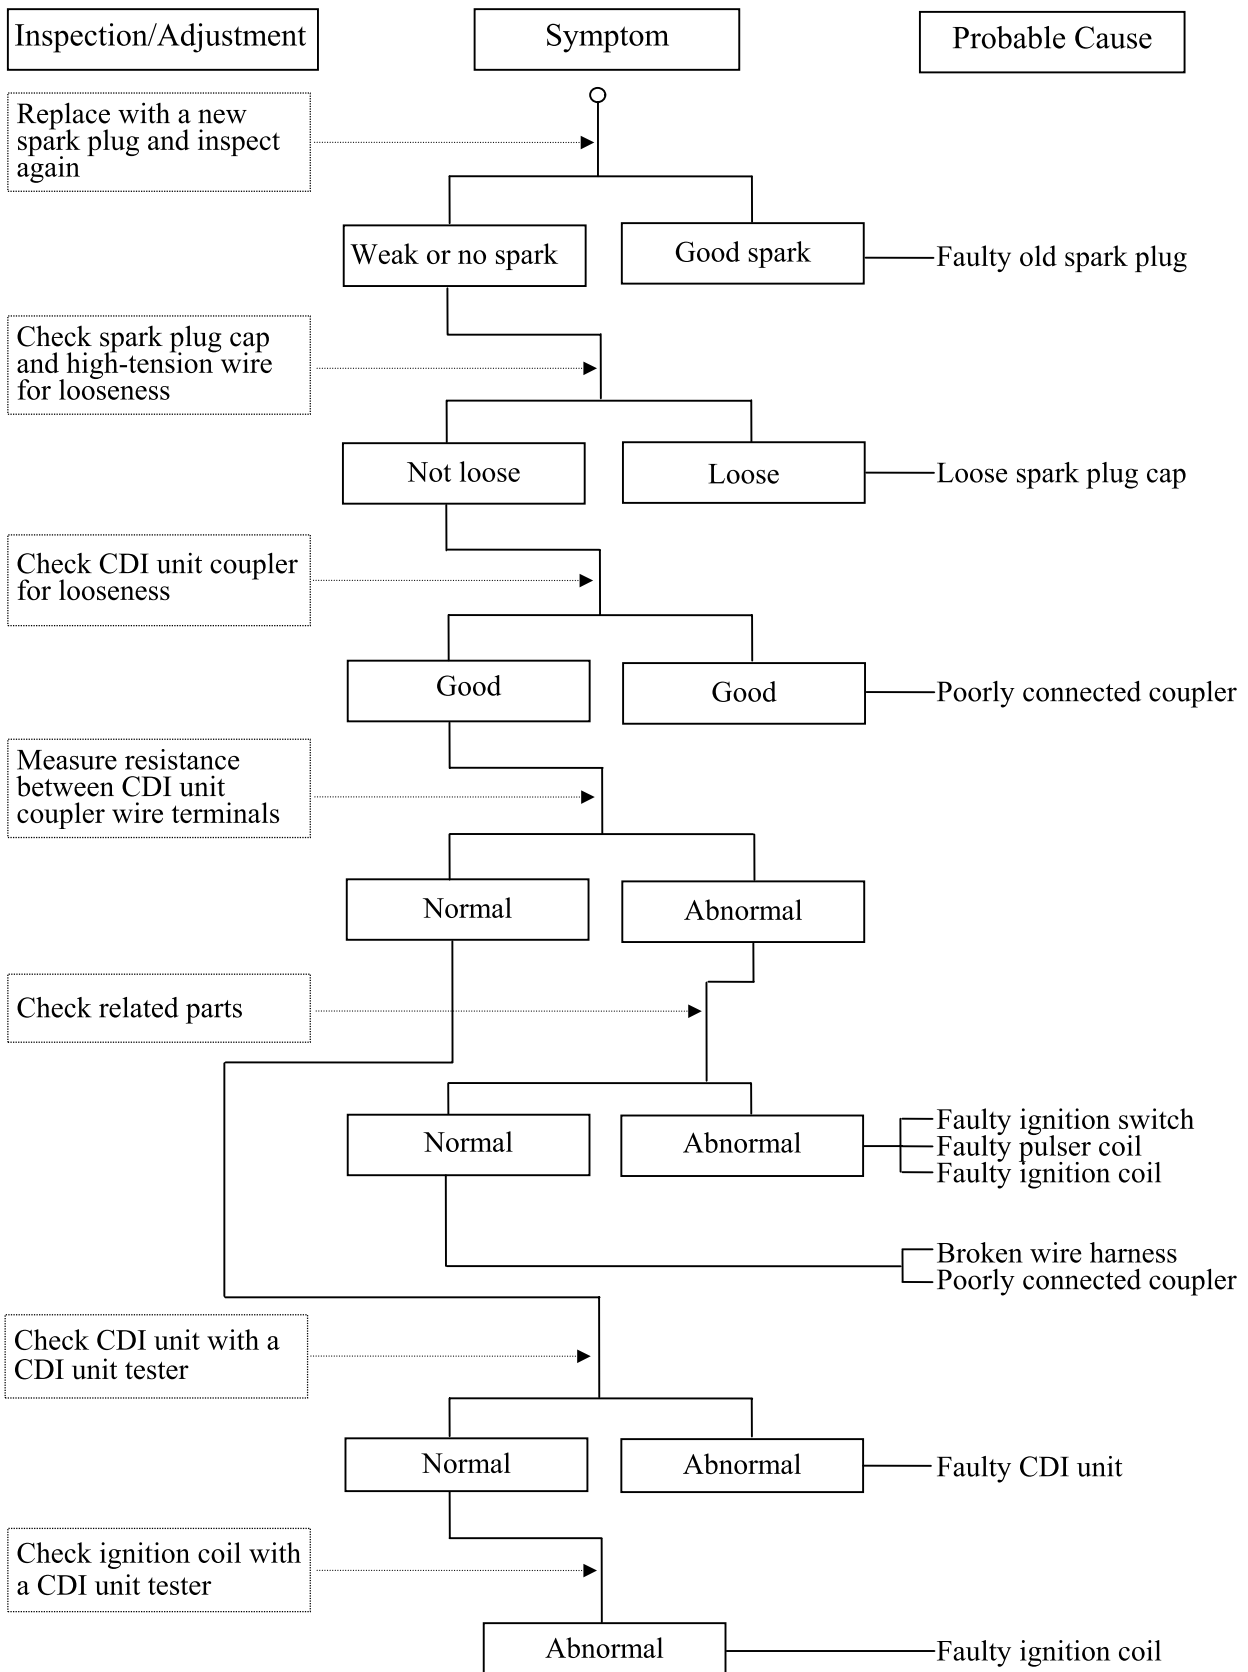 Inspection/Adjustment
Symptom
Probable Cause
Replace with a new
spark plug and inspect
again
Weak or no spark
Good spark
Faulty old spark plug
Check spark plug cap
and high-tension wire
for looseness
Not loose
Loose
Loose spark plug cap
Check CDI unit coupler
for looseness
Good
Good
Poorly connected coupler
Measure resistance
between CDI unit
coupler wire terminals
Normal
Abnormal
Check related parts
Normal
Abnormal
Faulty ignition switch
Faulty pulser coil
Faulty ignition coil
Broken wire harness
Poorly connected coupler
Check CDI unit with a
CDI unit tester
Normal
Abnormal
Faulty CDI unit
Check ignition coil with
a CDI unit tester
Abnormal
Faulty ignition coil